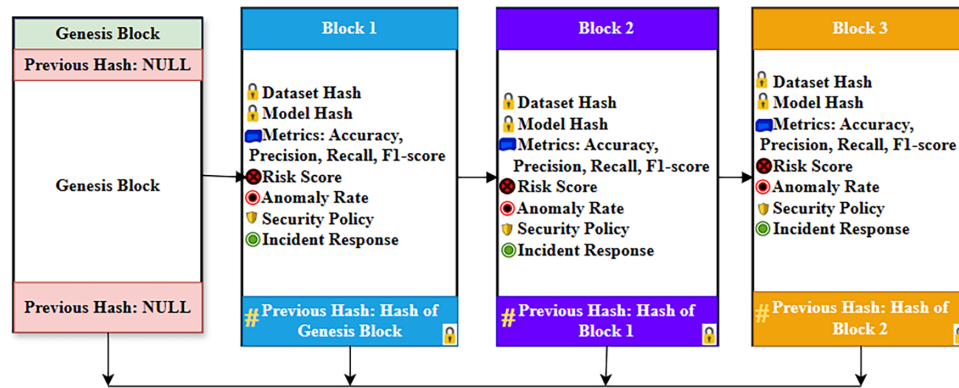 Genesis Block
Previous Hash: NULL
Genesis Block
Previous Hash: NULL
Block 1
Dataset Hash
Model Hash
Metrics: Accuracy,
Precision, Recall, F1-score
Risk Score
Anomaly Rate
Security Policy
Incident Response
# Previous Hash: Hash of
Genesis Block
Block 2
Dataset Hash
Model Hash
Metrics: Accuracy,
Precision, Recall, F1-score
Risk Score
Anomaly Rate
Security Policy
Incident Response
# Previous Hash: Hash of
Block 1
Block 3
Dataset Hash
Model Hash
Metrics: Accuracy,
Precision, Recall, F1-score
Risk Score
Anomaly Rate
Security Policy
Incident Response
# Previous Hash: Hash of
Block 2